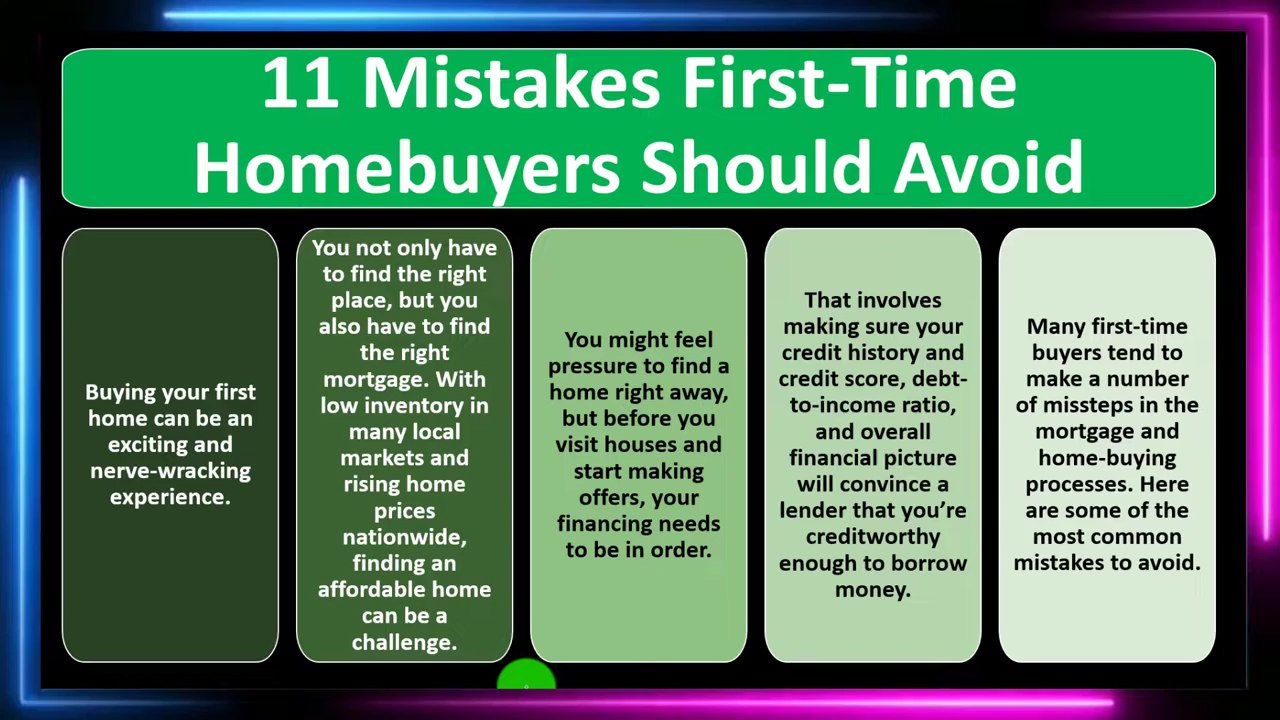 11 Mistakes First-Time
Homebuyers Should Avoid
Buying your first
home can be an
exciting and
nerve-wracking
experience.
You not only have
to find the right
place, but you
also have to find
the right
mortgage. With
low inventory in
many local
markets and
rising home
prices
nationwide,
finding an
affordable home
can be a
challenge.
You might feel
pressure to find a
home right away,
but before you
visit houses and
start making
offers, your
financing needs
to be in order.
That involves
making sure your
credit history and
credit score, debt-
to-income ratio,
and overall
financial picture
will convince a
lender that you’re
creditworthy
enough to borrow
money.
Many first-time
buyers tend to
make a number
of missteps in the
mortgage and
home-buying
processes. Here
are some of the
most common
mistakes to avoid.